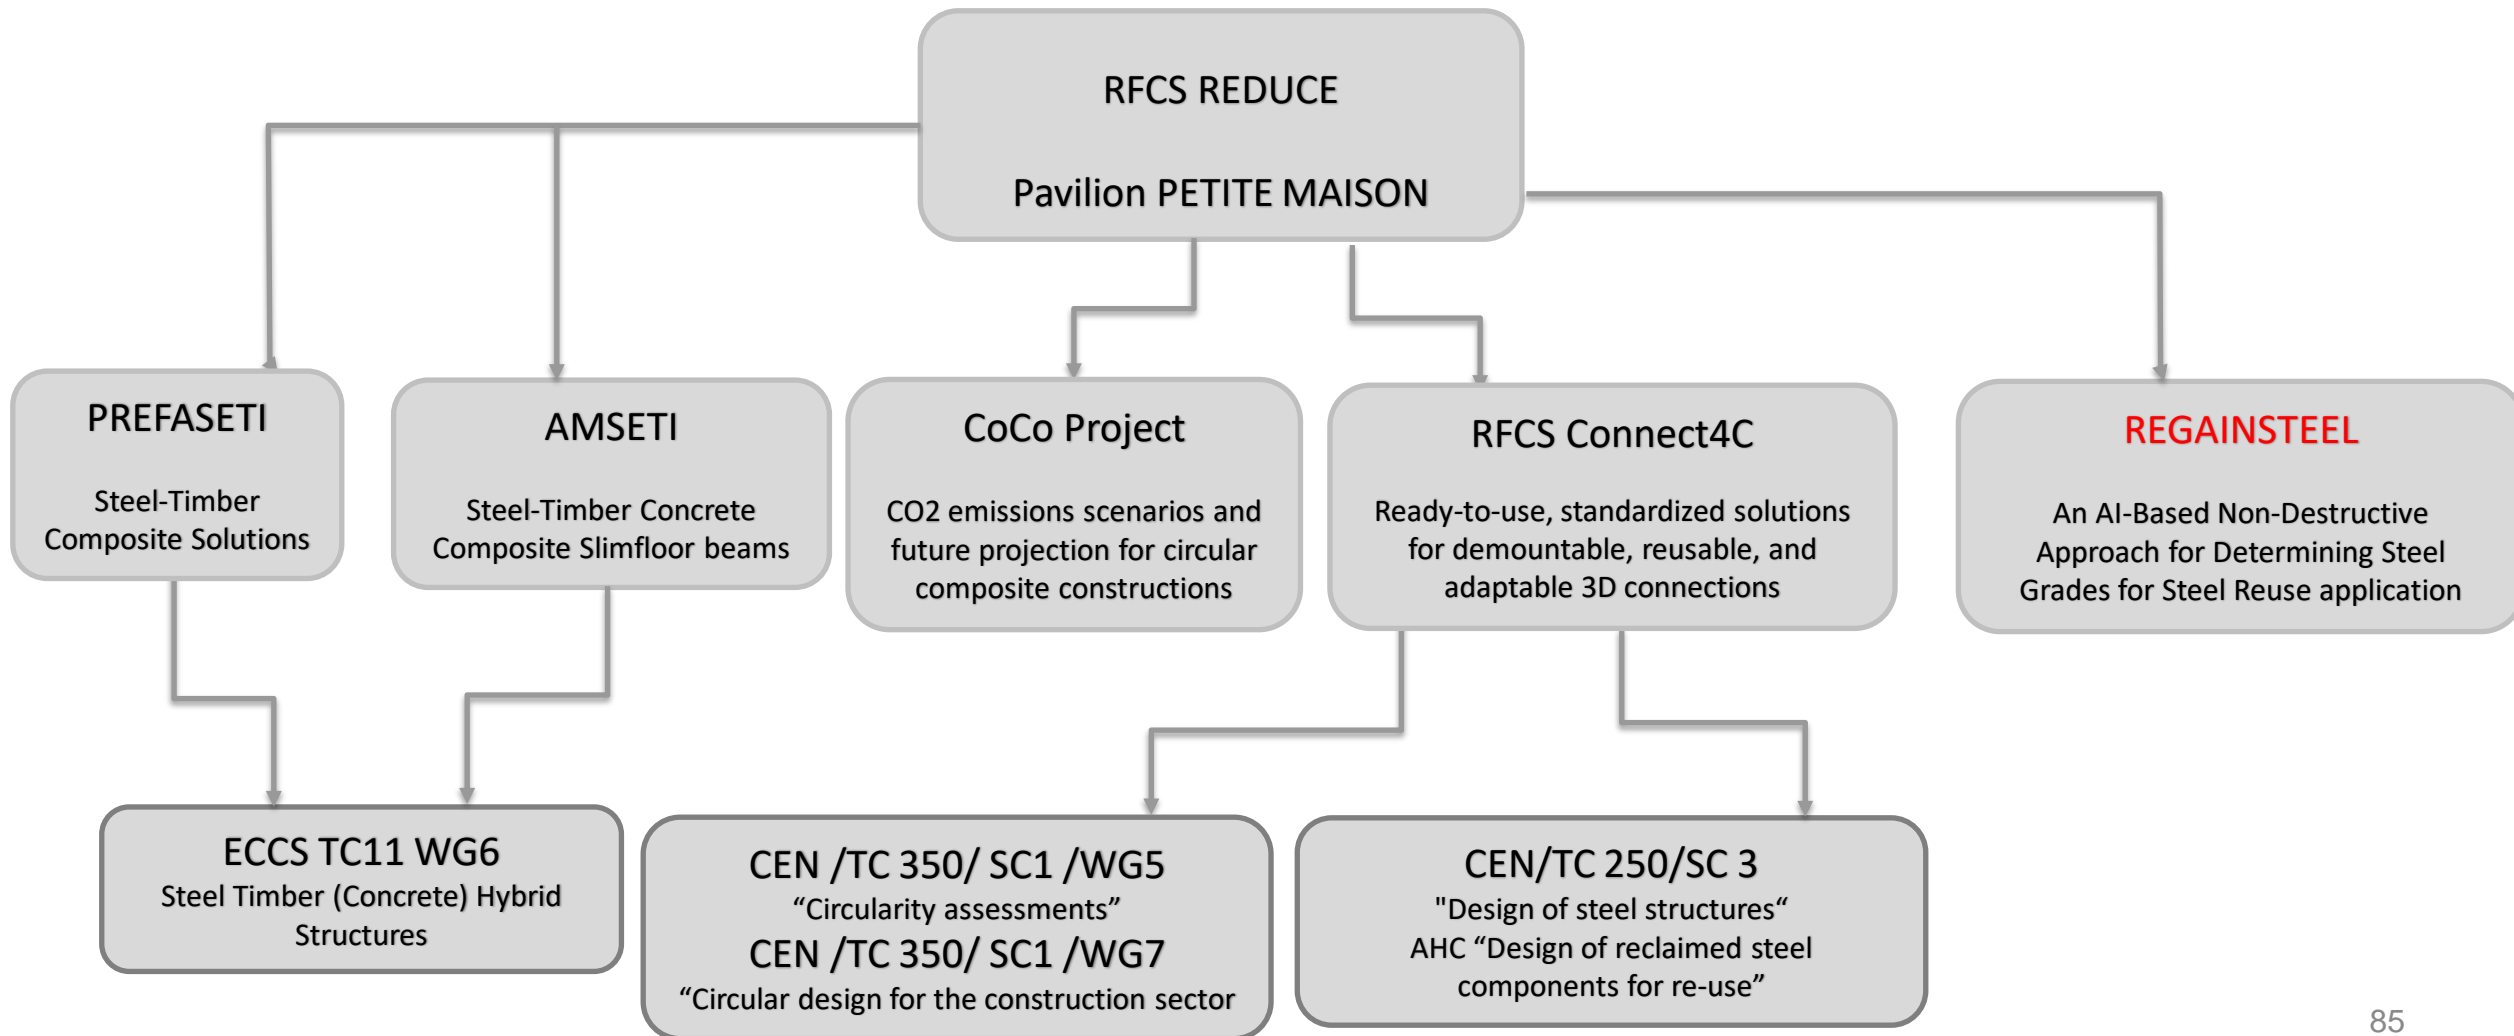 RFCS REDUCE
Pavilion PETITE MAISON
PREFASETI
Steel-Timber
Composite Solutions
AMSETI
Steel-Timber Concrete
Composite Slimfloor beams
CoCo Project
CO2 emissions scenarios and
future projection for circular
composite constructions
RFCS Connect4C
Ready-to-use, standardized solutions
for demountable, reusable, and
adaptable 3D connections
REGAINSTEEL
An AI-Based Non-Destructive
Approach for Determining Steel
Grades for Steel Reuse application
ECCS TC11 WG6
Steel Timber (Concrete) Hybrid
Structures
CEN /TC 350/ SC1 /WG5
“Circularity assessments”
CEN /TC 350/ SC1 /WG7
“Circular design for the construction sector
CEN/TC 250/SC 3
"Design of steel structures“
AHC “Design of reclaimed steel
components for re-use”
85